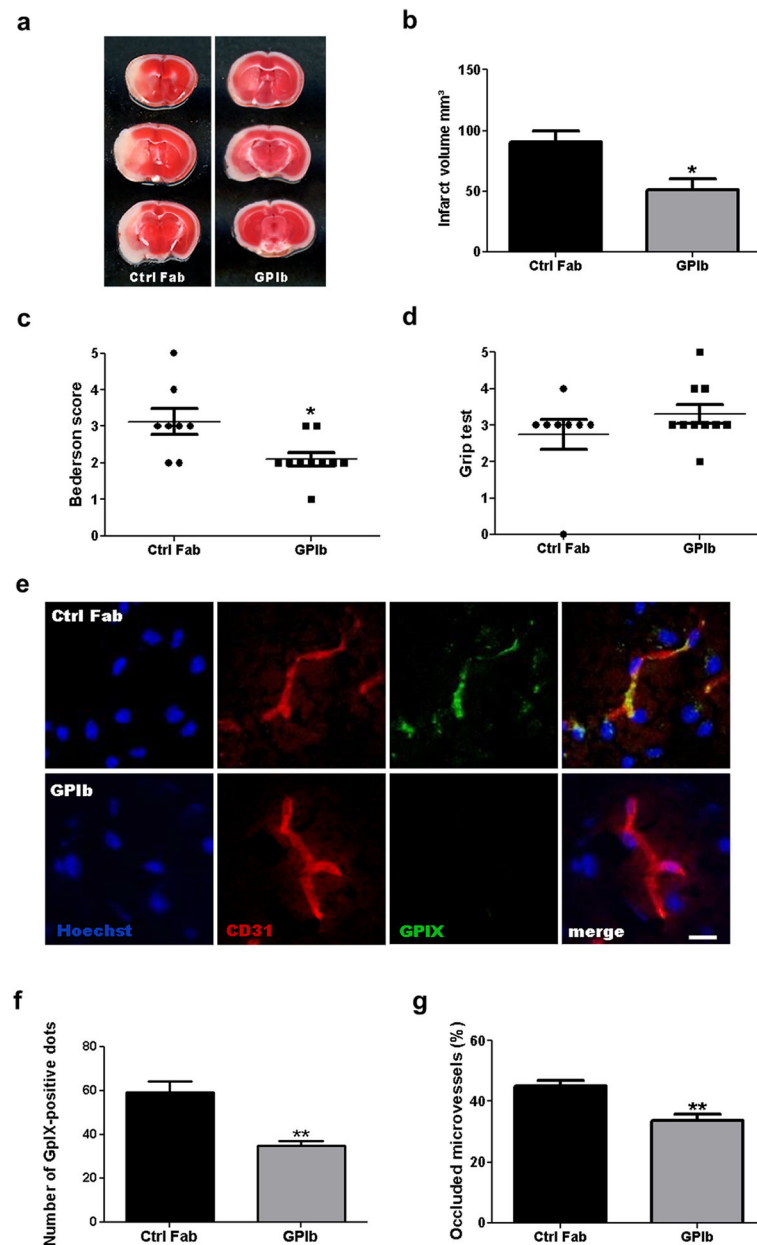 a
Ctrl Fab
GPIb
b
Infarct volume mm³
150
100
50
0
*
Ctrl Fab
GPIb
c
Bederson score
5
4
3
2
1
0
*
Ctrl Fab
GPIb
d
Grip test
5
4
3
2
1
0
Ctrl Fab
GPIb
e
Ctrl Fab
GPIb
Hoechst
CD31
GPIX
merge
f
Number of GpIX-positive dots
80
60
40
20
0
**
Ctrl Fab
GPIb
g
Occluded microvessels (%)
60
40
20
0
**
Ctrl Fab
GPIb